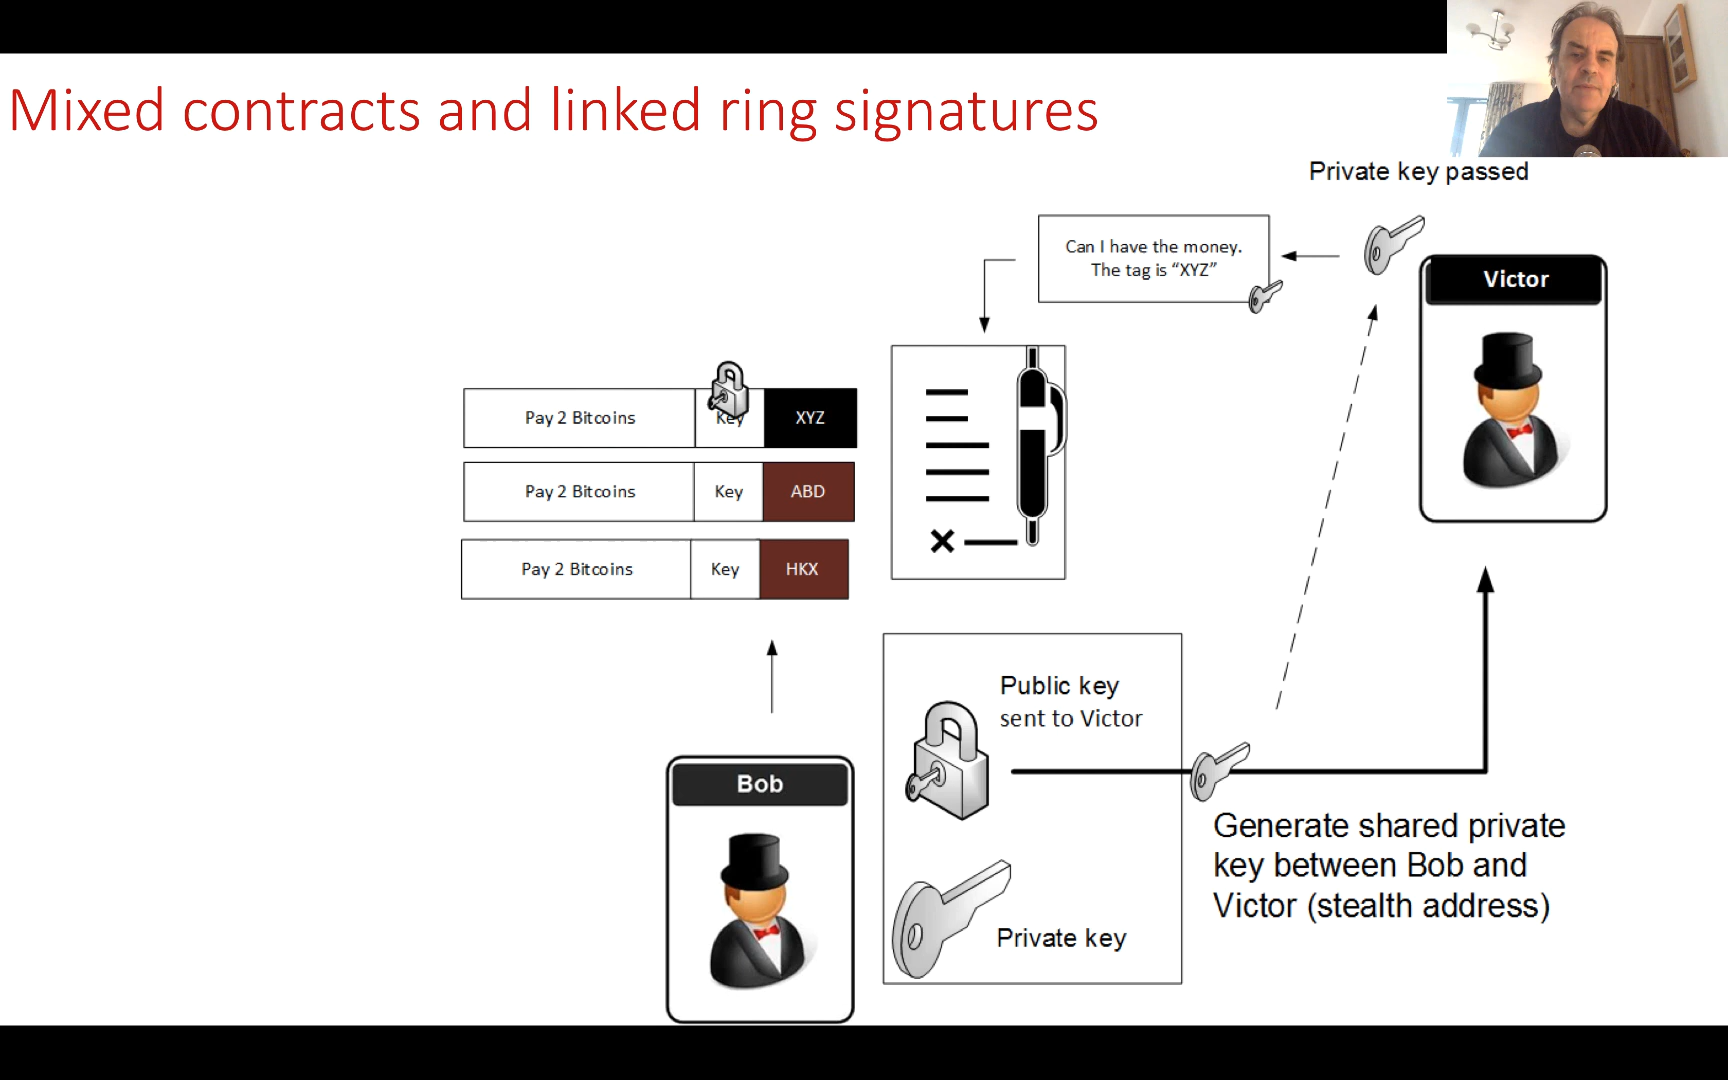 Mixed contracts and linked ring signatures
Private key passed
Can I have the money.
The tag is “XYZ”
Victor
Pay 2 Bitcoins Key XYZ
Pay 2 Bitcoins Key ABD
Pay 2 Bitcoins Key HKX
Public key
sent to Victor
Bob
Generate shared private
key between Bob and
Victor (stealth address)
Private key